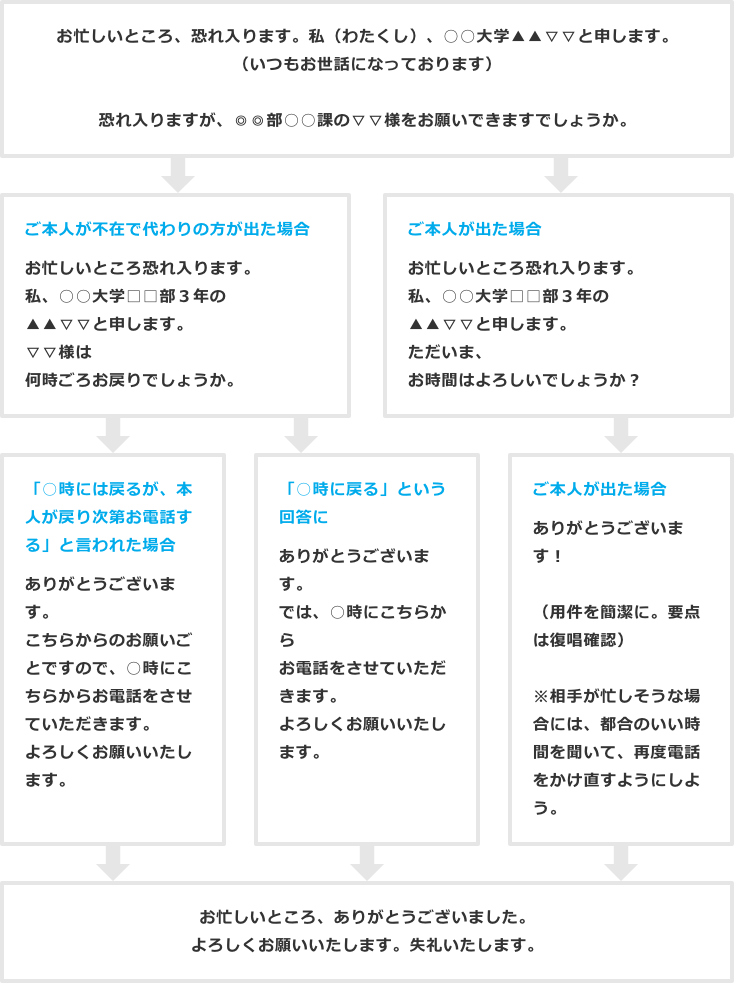 お忙しいところ、恐れ入ります。私（わたくし）、○○大学▲▲▽▽と申します。
（いつもお世話になっております）
恐れ入りますが、◎◎部○○課の▽▽様をお願いできますでしょうか。
ご本人が不在で代わりの方が出た場合
お忙しいところ恐れ入ります。
私、○○大学□□部３年の
▲▲▽▽と申します。
▽▽様は
何時ごろお戻りでしょうか。
ご本人が出た場合
お忙しいところ恐れ入ります。
私、○○大学□□部３年の
▲▲▽▽と申します。
ただいま、
お時間はよろしいでしょうか？
「○時には戻るが、本
人が戻り次第お電話す
る」と言われた場合
ありがとうございま
す。
こちらからのお願いご
とですので、○時にこ
ちらからお電話をさせ
ていただきます。
よろしくお願いいたし
ます。
「○時に戻る」という
回答に
ありがとうございま
す。
では、○時にこちらか
ら
お電話をさせていただ
きます。
よろしくお願いいたし
ます。
ご本人が出た場合
ありがとうございま
す！
（用件を簡潔に。要点
は復唱確認）
※相手が忙しそうな場
合には、都合のいい時
間を聞いて、再度電話
をかけ直すようにしよ
う。
お忙しいところ、ありがとうございました。
よろしくお願いいたします。失礼いたします。